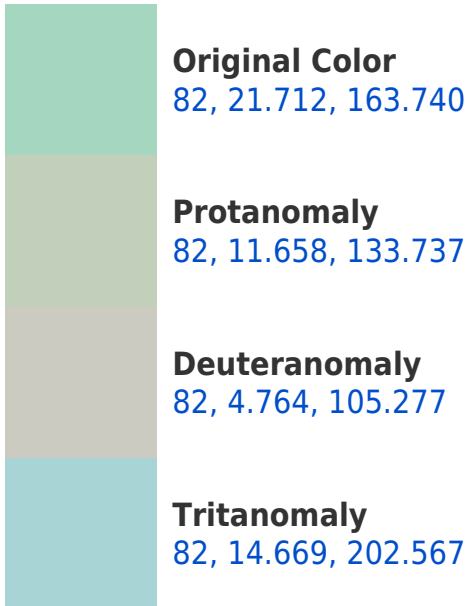 Original Color
82, 21.712, 163.740
Protanomaly
82, 11.658, 133.737
Deuteranomaly
82, 4.764, 105.277
Tritanomaly
82, 14.669, 202.567